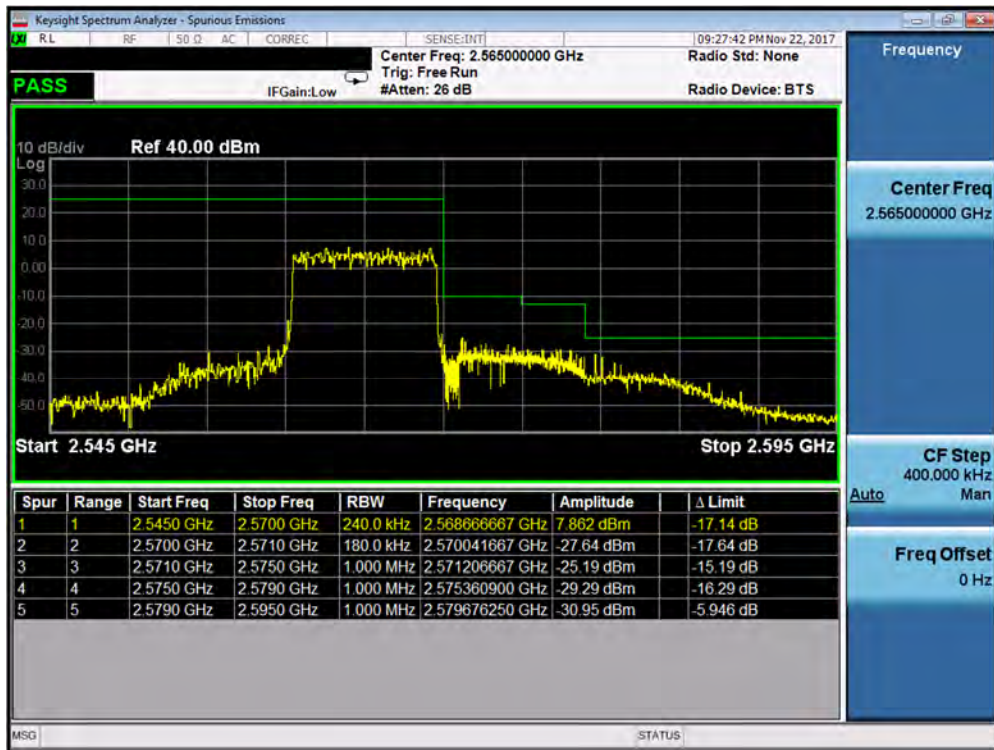 Keysight Spectrum Analyzer - Spurious Emissions
LXI RL RF 50 Ω AC CORREC SENSE:INT 09:27:42 PM Nov 22, 2017
Center Freq: 2.565000000 GHz Radio Std: None
Trig: Free Run
PASS IFGain:Low #Atten: 26 dB Radio Device: BTS
10 dB/div Ref 40.00 dBm
Log
30.0
20.0
10.0
0.00
-10.0
-20.0
-30.0
-40.0
-50.0
Start 2.545 GHz Stop 2.595 GHz
Spur Range Start Freq Stop Freq RBW Frequency Amplitude Δ Limit
1 1 2.5450 GHz 2.5700 GHz 240.0 kHz 2.568666667 GHz 7.862 dBm -17.14 dB
2 2 2.5700 GHz 2.5710 GHz 180.0 kHz 2.570041667 GHz -27.64 dBm -17.64 dB
3 3 2.5710 GHz 2.5750 GHz 1.000 MHz 2.571206667 GHz -25.19 dBm -15.19 dB
4 4 2.5750 GHz 2.5790 GHz 1.000 MHz 2.575360900 GHz -29.29 dBm -16.29 dB
5 5 2.5790 GHz 2.5950 GHz 1.000 MHz 2.579676250 GHz -30.95 dBm -5.946 dB
MSG STATUS
Frequency
Center Freq
2.565000000 GHz
CF Step
400.000 kHz
Auto Man
Freq Offset
0 Hz